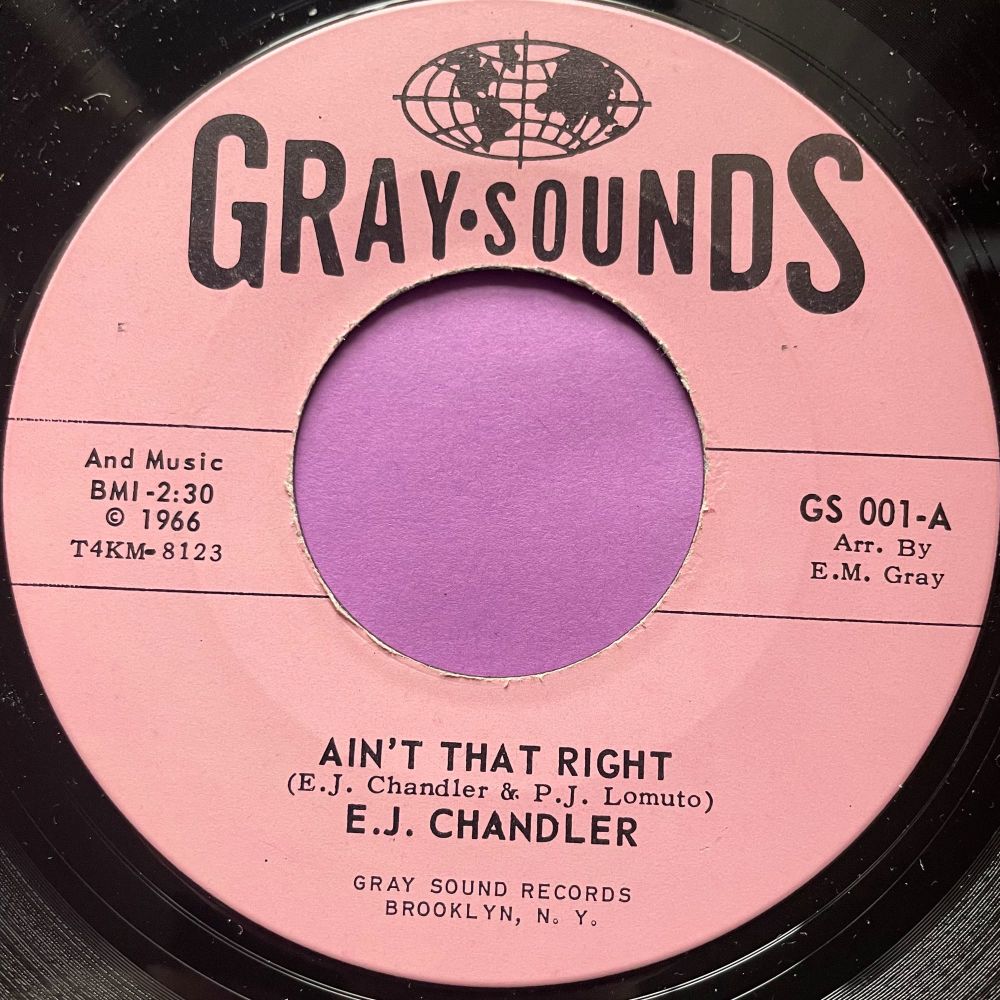 GRAY·SOUNDS
And Music
BMI-2:30
© 1966
T4KM-8123
GS 001-A
Arr. By
E.M. Gray
AIN'T THAT RIGHT
(E.J. Chandler & P.J. Lomuto)
E.J. CHANDLER
GRAY SOUND RECORDS
BROOKLYN, N. Y.